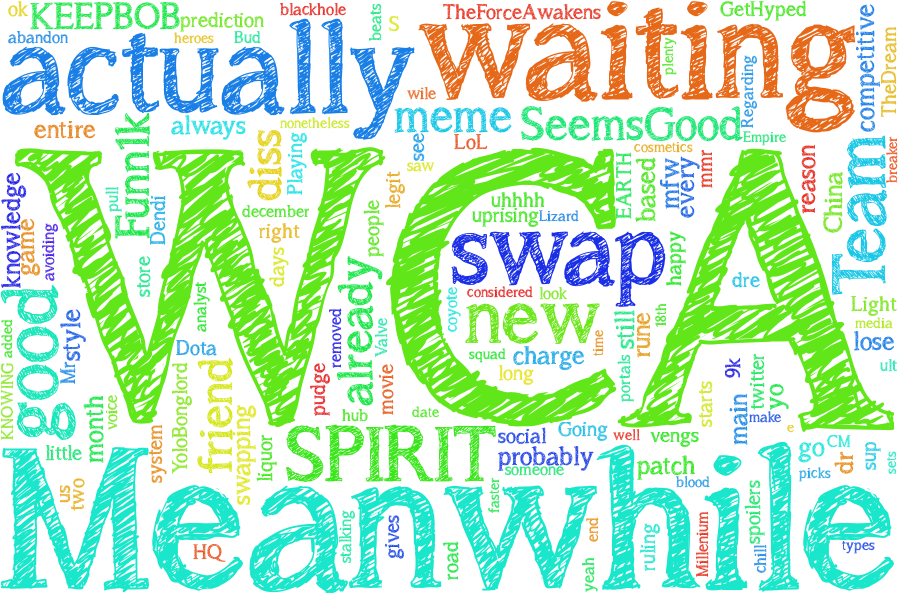 ok
KEEPBOB
prediction
blackhole
beats
S
TheForceAwakens
GetHyped
competitive
TheDream
abandon
heroes
Bud
actually
wile
waiting
plenty
Regarding
entire
Funn1k
always
nonetheless
diss
Playing
meme
see
saw
LoL
SeemsGood
cosmetics
Empire
Team
breaker
knowledge
game
avoiding
pull
Dendi
december
right
days
people
legit
WCA
uhhhh
uprising
Lizard
EARTH
based
mfw
every
mmr
reason
China
swap
considered
look
coyote
new
happy
dre
store
analyst
already
removed
Valve
Light
media
lose
ult
KNOWING
added
good
Mrstyle
Dota
friend
pudge
movie
squad
charge
long
time
portals
still
rune
18th
9k
twitter
yo
main
starts
make
e
little
month
voice
system
YoloBonglord
swapping
liquor
hub
date
SPIRIT
social
Going
well
vengs
probably
someone
patch
blood
go
CM
dr
sup
picks
sets
us
two
Meanwhile
HQ
stalking
gives
road
faster
yeah
end
ruling
Millenium
chill
spoilers
types